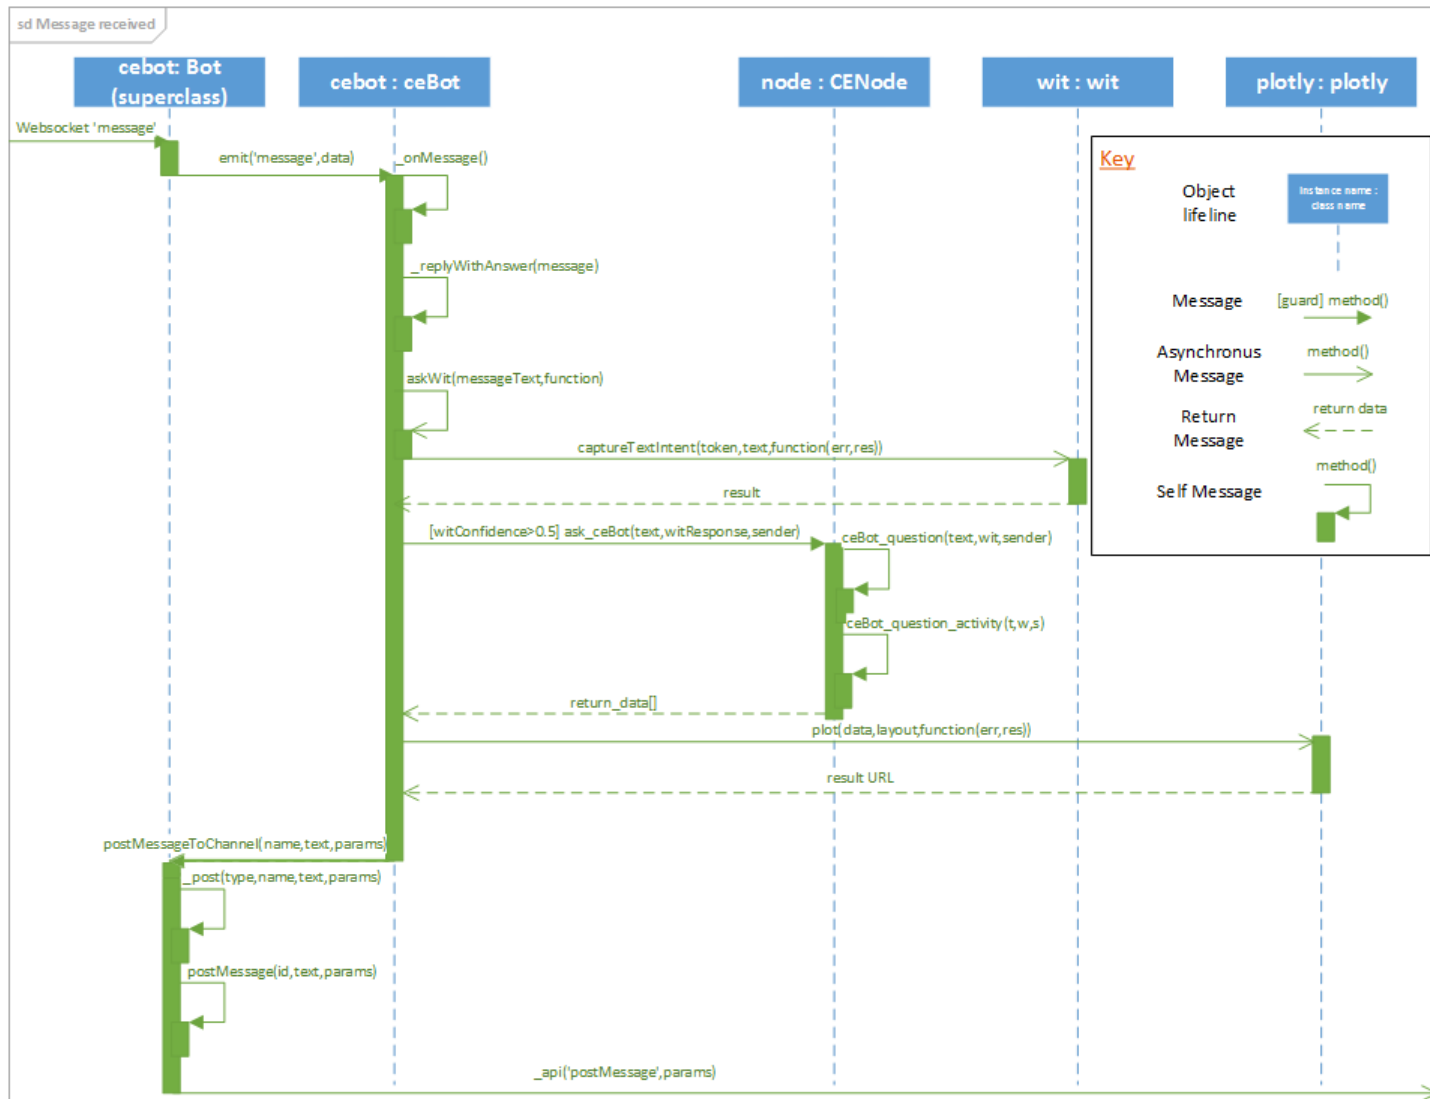 sd Message received
cebot: Bot
(superclass)
cebot : ceBot
node : CENode
wit : wit
plotly : plotly
Websocket 'message'
emit('message',data)
_onMessage()
Key
Object
lifeline
Instance name :
class name
_replyWithAnswer(message)
Message
[guard] method()
Asynchronus
Message
method()
askWit(messageText,function)
Return
Message
return data
captureTextIntent(token,text,function(err,res))
method()
Self Message
result
[witConfidence>0.5] ask_ceBot(text,witResponse,sender)
ceBot_question(text,wit,sender)
ceBot_question_activity(t,w,s)
return_data[]
plot(data,layout,function(err,res))
result URL
postMessageToChannel(name,text,params)
_post(type,name,text,params)
postMessage(id,text,params)
_api('postMessage',params)